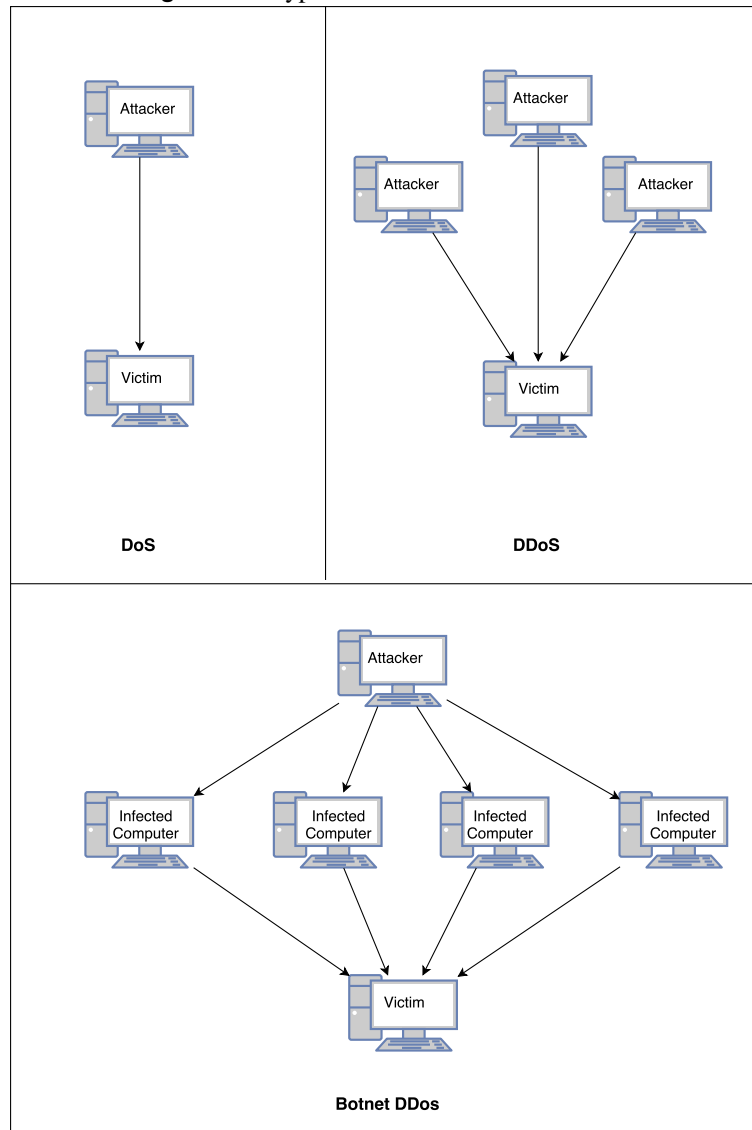 Attacker
Victim
DoS
Attacker
Attacker
Attacker
Victim
DDoS
Attacker
Infected
Computer
Infected
Computer
Infected
Computer
Infected
Computer
Victim
Botnet DDos